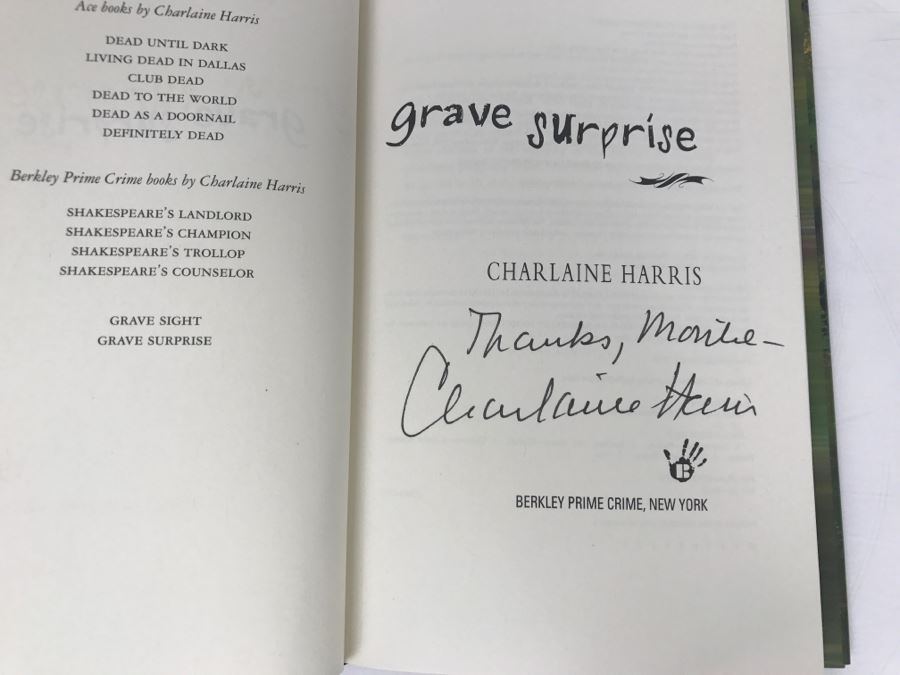 Ace books by Charlaine Harris
DEAD UNTIL DARK
LIVING DEAD IN DALLAS
CLUB DEAD
DEAD TO THE WORLD
DEAD AS A DOORNAIL
DEFINITELY DEAD
Berkley Prime Crime books by Charlaine Harris
SHAKESPEARE'S LANDLORD
SHAKESPEARE'S CHAMPION
SHAKESPEARE'S TROLLOP
SHAKESPEARE'S COUNSELOR
GRAVE SIGHT
GRAVE SURPRISE
grave surprise
CHARLAINE HARRIS
Thanks,
Charlaine Harris
B
BERKLEY PRIME CRIME, NEW YORK